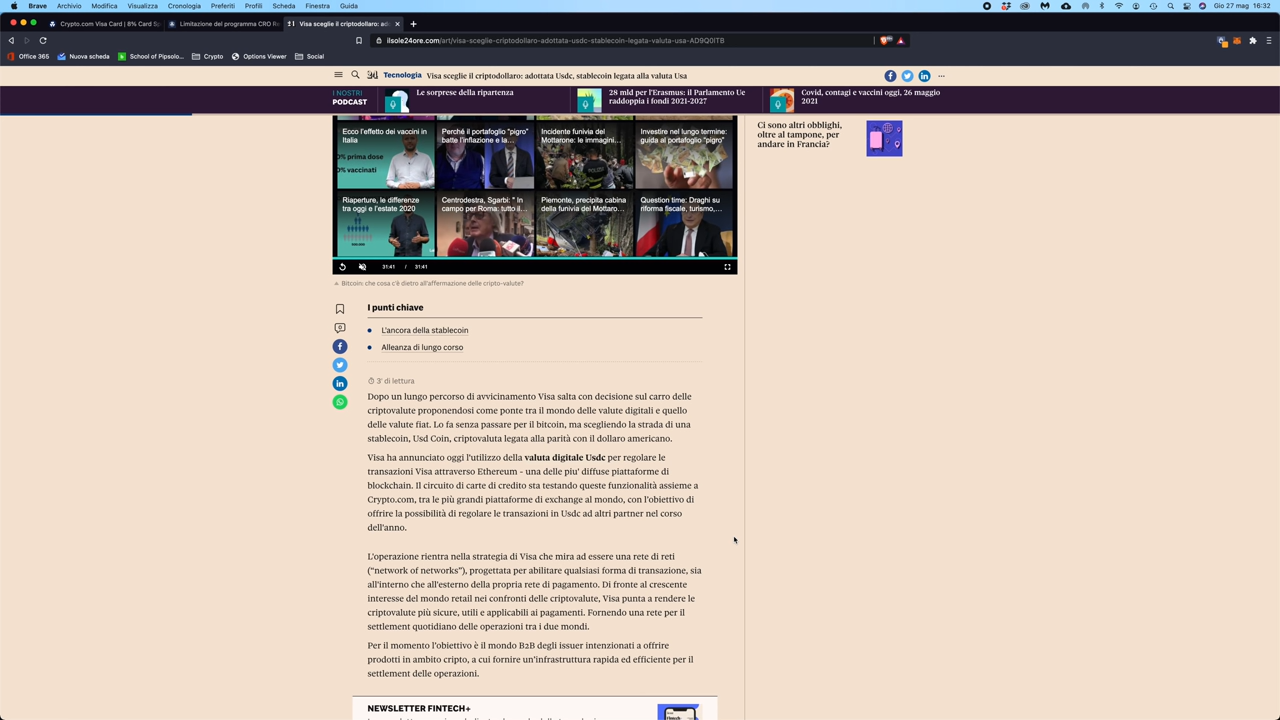 Brave Archivio Modifica Visualizza Cronologia Preferiti Profili Scheda Finestra Guida
Gio 27 mag 16:32
Crypto.com Visa Card | 8% Card Sp
Limitazione del programma CRO Re
Visa sceglie il criptodollaro: ado
ilsole24ore.com/art/visa-sceglie-criptodollaro-adottata-usdc-stablecoin-legata-valuta-usa-AD9Q0ITB
Office 365 Nuova scheda School of Pipsolo... Crypto Options Viewer Social
24 Tecnologia Visa sceglie il criptodollaro: adottata Usdc, stablecoin legata alla valuta Usa
I NOSTRI
PODCAST
Le sorprese della ripartenza
28 mld per l'Erasmus: il Parlamento Ue
raddoppia i fondi 2021-2027
Covid, contagi e vaccini oggi, 26 maggio
2021
Ecco l'effetto dei vaccini in
Italia
0% prima dose
0% vaccinati
Perché il portafoglio "pigro"
batte l'inflazione e la...
Incidente funivia del
Mottarone: le immagini...
Investire nel lungo termine:
guida al portafoglio "pigro"
Ci sono altri obblighi,
oltre al tampone, per
andare in Francia?
POLIZIE
Riaperture, le differenze
tra oggi e l'estate 2020
Centrodestra, Sgarbi: " In
campo per Roma: tutto il...
Piemonte, precipita cabina
della funivia del Mottaro...
Question time: Draghi su
riforma fiscale, turismo,...
31:41 / 31:41
Bitcoin: che cosa c'è dietro all'affermazione delle cripto-valute?
I punti chiave
L'ancora della stablecoin
Alleanza di lungo corso
0
3' di lettura
Dopo un lungo percorso di avvicinamento Visa salta con decisione sul carro delle
criptovalute proponendosi come ponte tra il mondo delle valute digitali e quello
delle valute fiat. Lo fa senza passare per il bitcoin, ma scegliendo la strada di una
stablecoin, Usd Coin, criptovaluta legata alla parità con il dollaro americano.
Visa ha annunciato oggi l'utilizzo della valuta digitale Usdc per regolare le
transazioni Visa attraverso Ethereum - una delle piu' diffuse piattaforme di
blockchain. Il circuito di carte di credito sta testando queste funzionalità assieme a
Crypto.com, tra le più grandi piattaforme di exchange al mondo, con l'obiettivo di
offrire la possibilità di regolare le transazioni in Usdc ad altri partner nel corso
dell'anno.
L'operazione rientra nella strategia di Visa che mira ad essere una rete di reti
("network of networks"), progettata per abilitare qualsiasi forma di transazione, sia
all'interno che all'esterno della propria rete di pagamento. Di fronte al crescente
interesse del mondo retail nei confronti delle criptovalute, Visa punta a rendere le
criptovalute più sicure, utili e applicabili ai pagamenti. Fornendo una rete per il
settlement quotidiano delle operazioni tra i due mondi.
Per il momento l'obiettivo è il mondo B2B degli issuer intenzionati a offrire
prodotti in ambito cripto, a cui fornire un'infrastruttura rapida ed efficiente per il
settlement delle operazioni.
NEWSLETTER FINTECH+